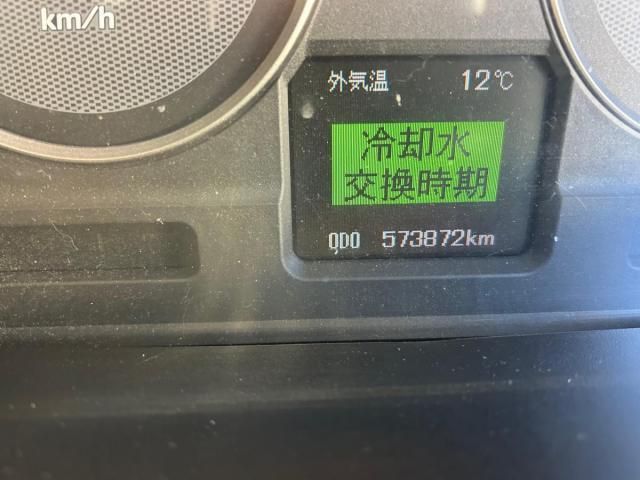 km/h
外気温 12℃
冷却水
交換時期
ODO 573872km